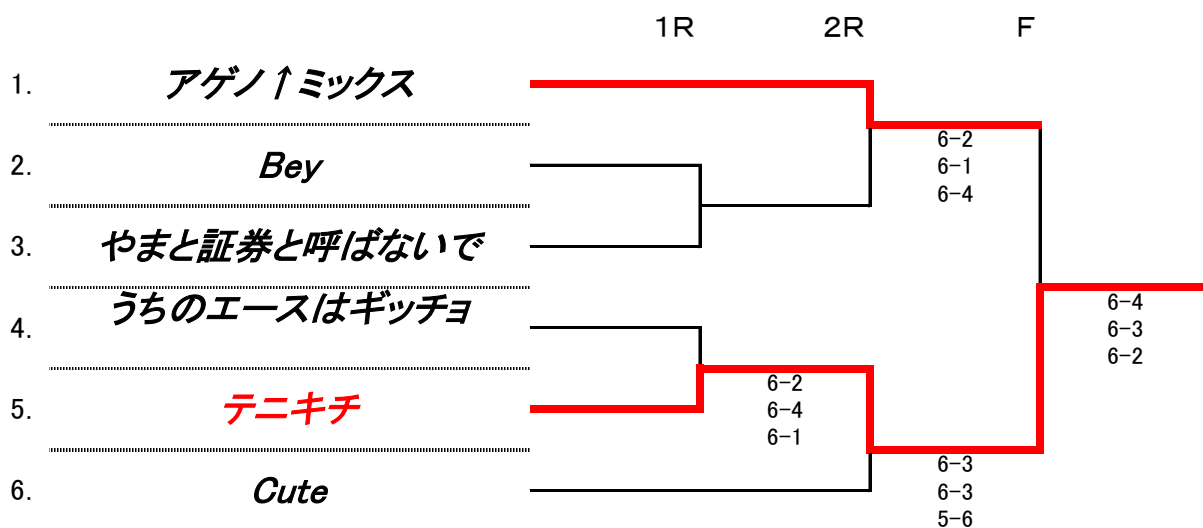 1R 2R F
1. アゲノ↑ミックス
6-2
6-1
6-4
2. Bey
3. やまと証券と呼ばないで
4. うちのエースはギッチョ
6-4
6-3
6-2
5. テニキチ
6-2
6-4
6-1
6. Cute
6-3
6-3
5-6